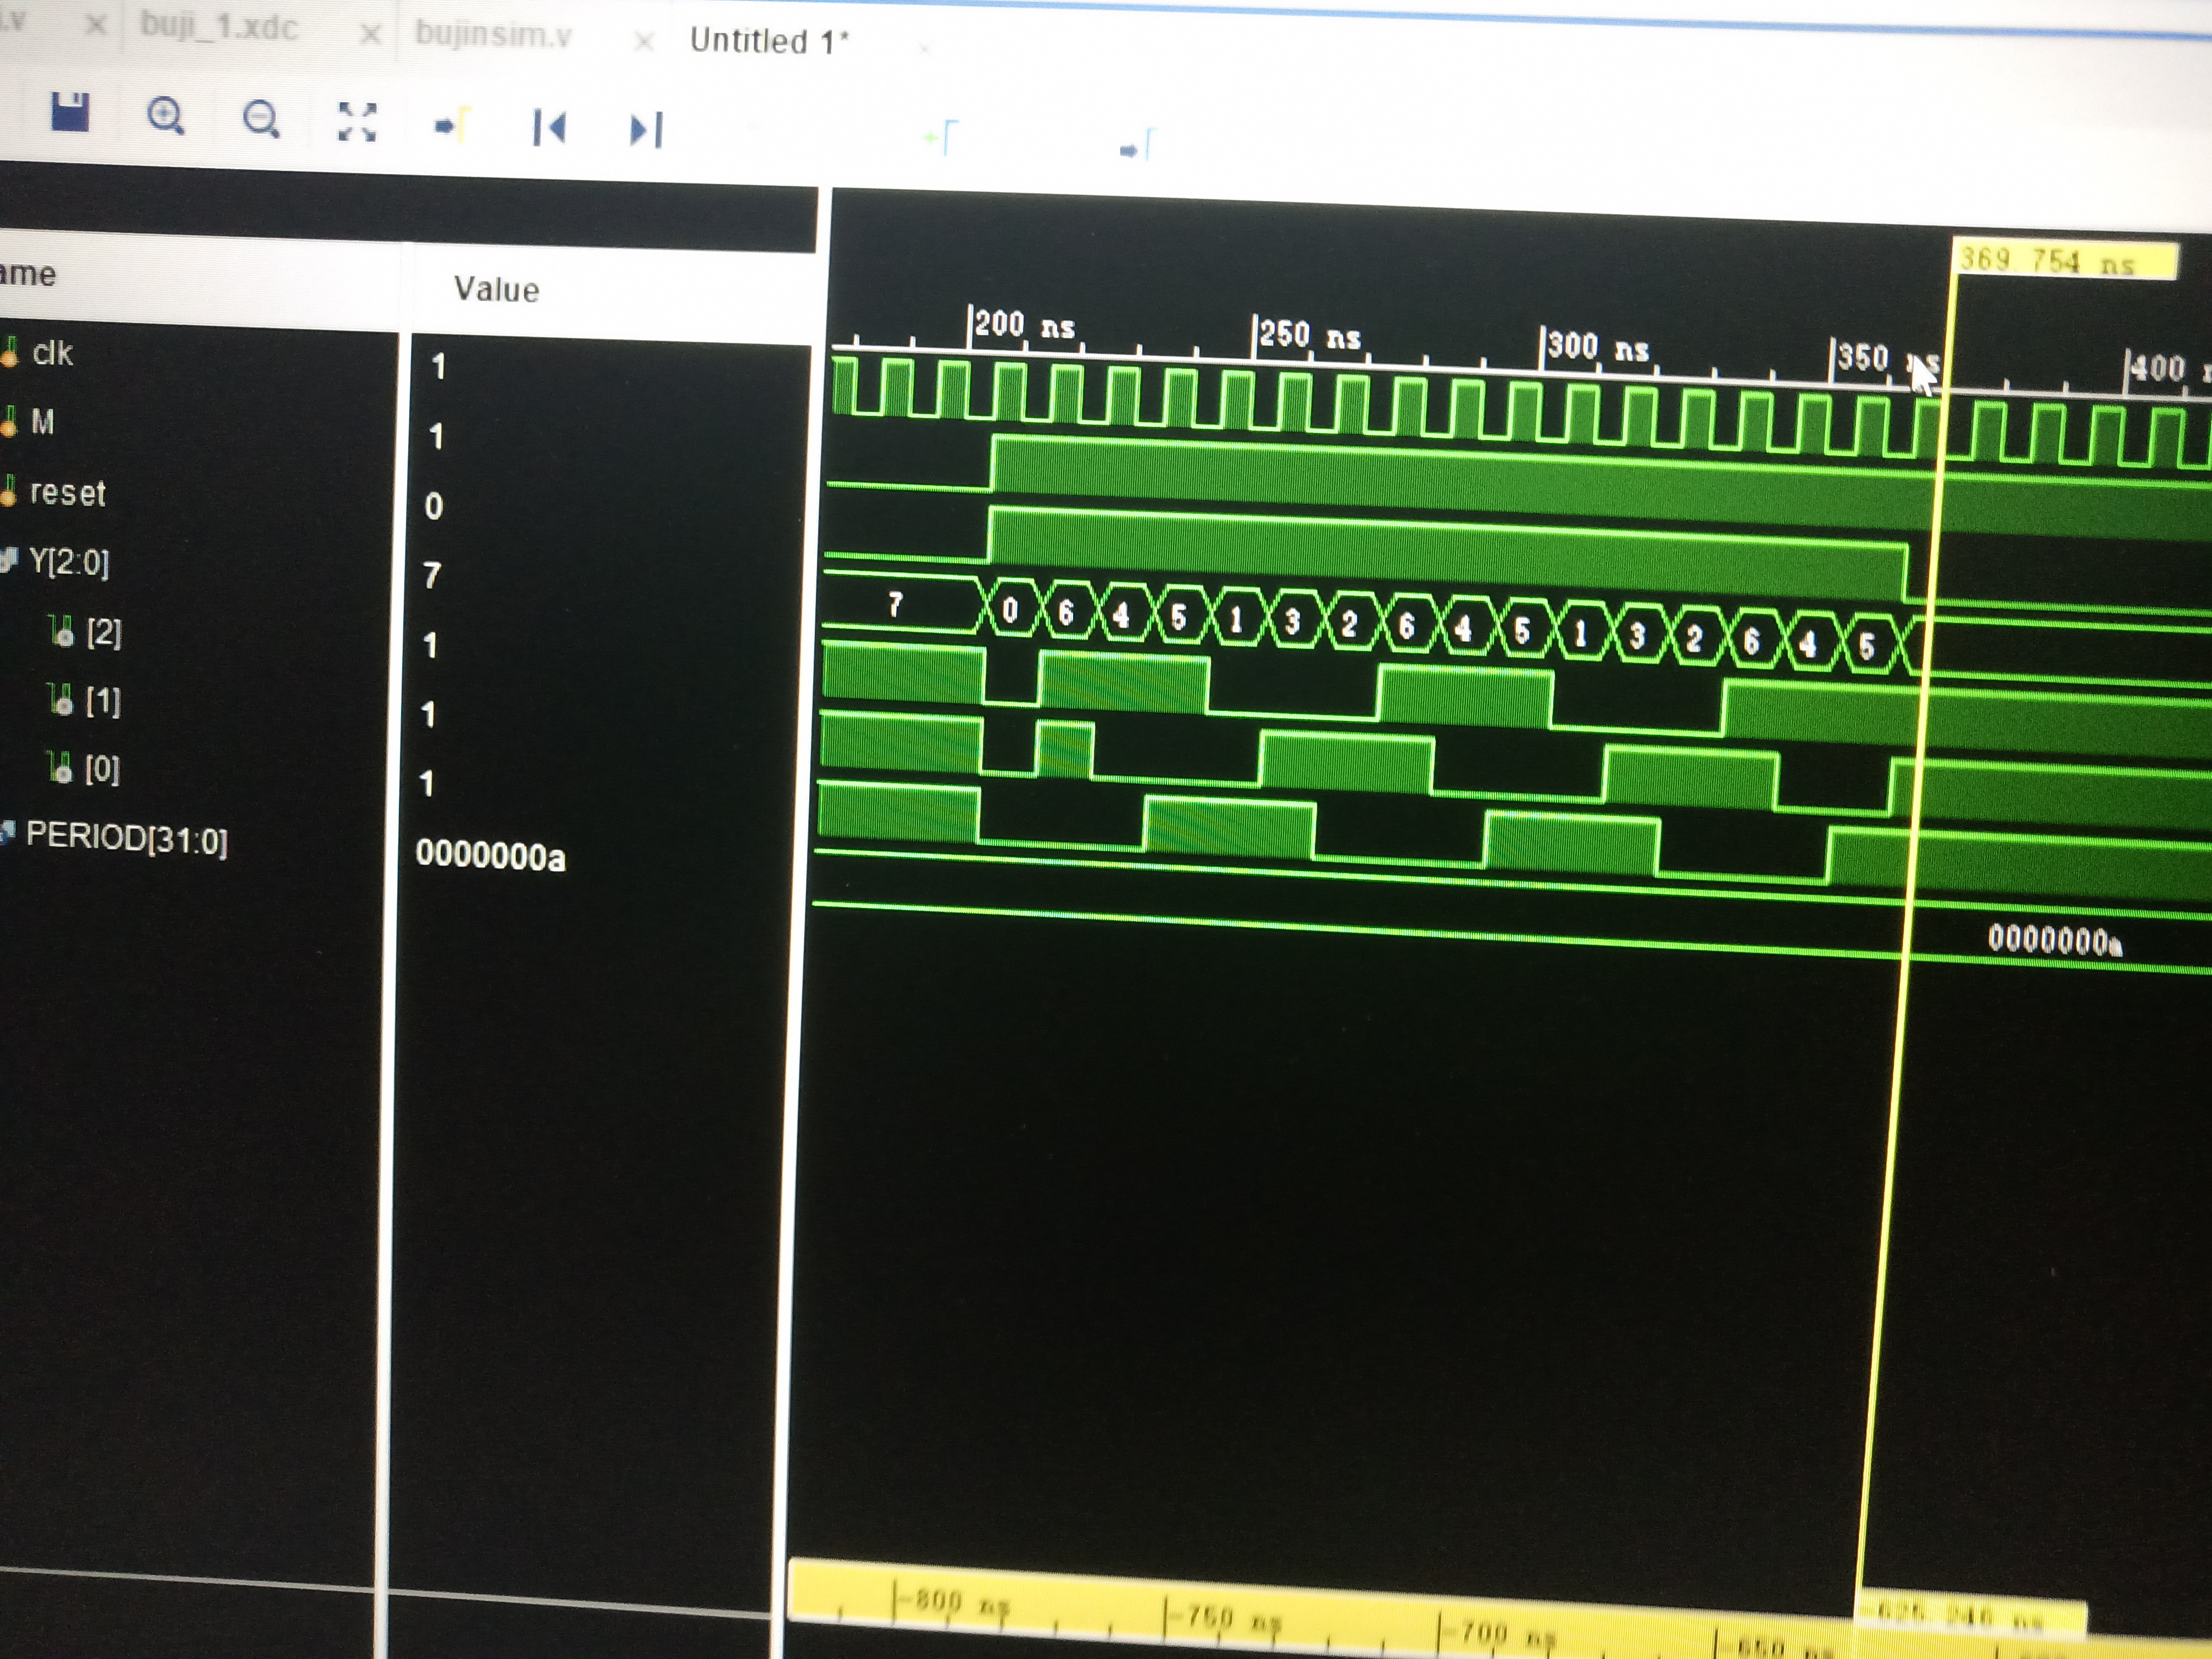 .v × buji_1.xdc × bujinsim.v × Untitled 1* ×
ame Value
369.754 ns
200 ns 250 ns 300 ns 350 ns 400
clk 1
M 1
reset 0
Y[2:0] 7 7 0 6 4 5 1 3 2 6 4 5 1 3 2 6 4 5
[2] 1
[1] 1
[0] 1
PERIOD[31:0] 0000000a 0000000a
-800 ns -750 ns -700 ns -650 ns